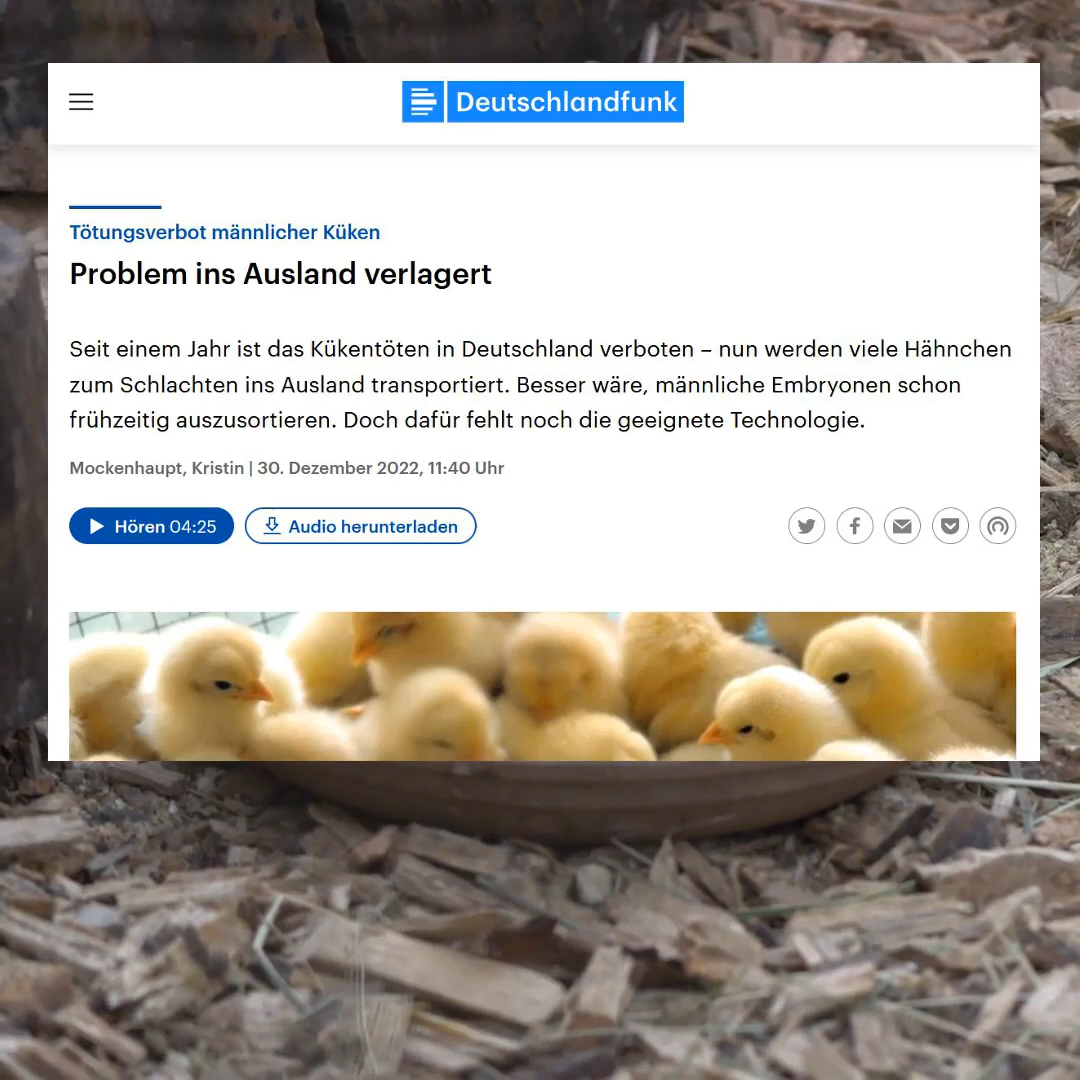 Deutschlandfunk
Tötungsverbot männlicher Küken
Problem ins Ausland verlagert
Seit einem Jahr ist das Kükentöten in Deutschland verboten – nun werden viele Hähnchen
zum Schlachten ins Ausland transportiert. Besser wäre, männliche Embryonen schon
frühzeitig auszusortieren. Doch dafür fehlt noch die geeignete Technologie.
Mockenhaupt, Kristin | 30. Dezember 2022, 11:40 Uhr
Hören 04:25 Audio herunterladen